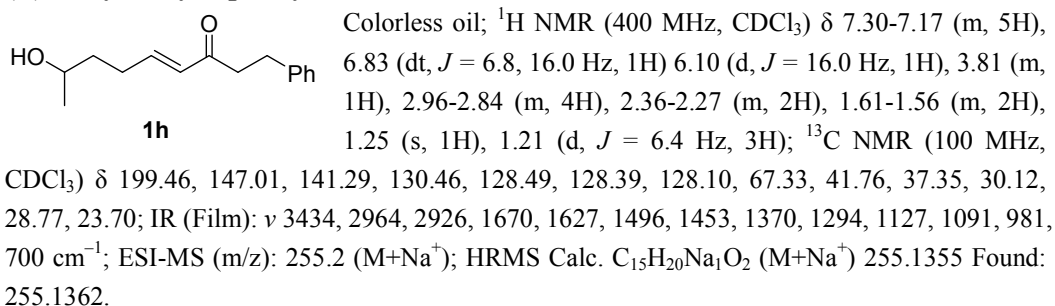 Colorless oil; ¹H NMR (400 MHz, CDCl₃) δ 7.30-7.17 (m, 5H),
O
HO
6.83 (dt, J = 6.8, 16.0 Hz, 1H) 6.10 (d, J = 16.0 Hz, 1H), 3.81 (m,
Ph
1H), 2.96-2.84 (m, 4H), 2.36-2.27 (m, 2H), 1.61-1.56 (m, 2H),
1h
1.25 (s, 1H), 1.21 (d, J = 6.4 Hz, 3H); ¹³C NMR (100 MHz,
CDCl₃) δ 199.46, 147.01, 141.29, 130.46, 128.49, 128.39, 128.10, 67.33, 41.76, 37.35, 30.12,
28.77, 23.70; IR (Film): ν 3434, 2964, 2926, 1670, 1627, 1496, 1453, 1370, 1294, 1127, 1091, 981,
700 cm⁻¹; ESI-MS (m/z): 255.2 (M+Na⁺); HRMS Calc. C₁₅H₂₀Na₁O₂ (M+Na⁺) 255.1355 Found:
255.1362.